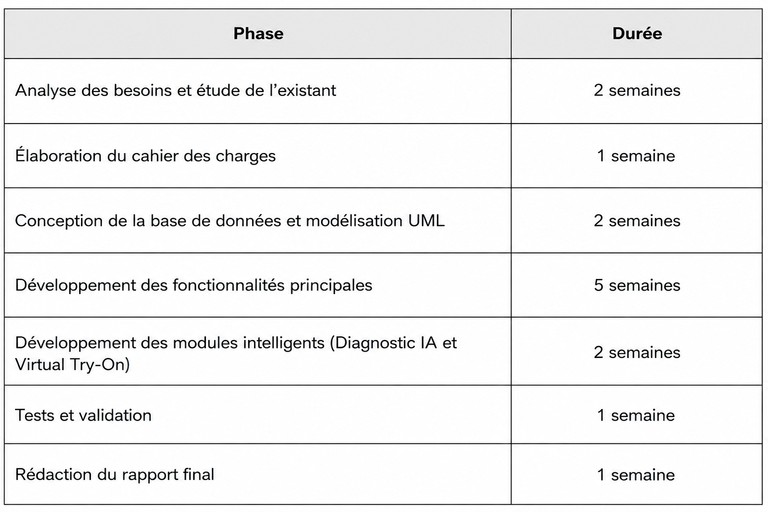 Phase Durée
Analyse des besoins et étude de l’existant 2 semaines
Élaboration du cahier des charges 1 semaine
Conception de la base de données et modélisation UML 2 semaines
Développement des fonctionnalités principales 5 semaines
Développement des modules intelligents (Diagnostic IA et
Virtual Try-On) 2 semaines
Tests et validation 1 semaine
Rédaction du rapport final 1 semaine